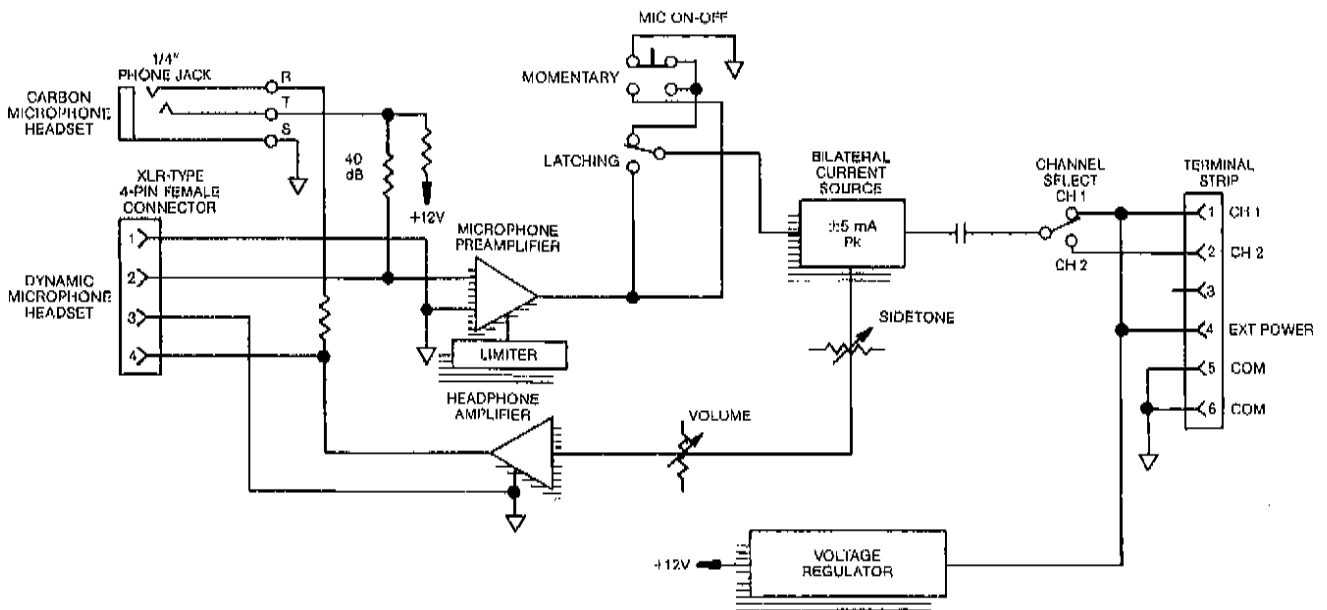 MIC ON-OFF
1/4"
PHONE JACK
R
T
S
CARBON
MICROPHONE
HEADSET
MOMENTARY
LATCHING
40
dB
+12V
XLR-TYPE
4-PIN FEMALE
CONNECTOR
1
2
3
4
DYNAMIC
MICROPHONE
HEADSET
MICROPHONE
PREAMPLIFIER
LIMITER
HEADPHONE
AMPLIFIER
VOLUME
SIDETONE
BILATERAL
CURRENT
SOURCE
±5 mA
PK
CHANNEL
SELECT
CH 1
CH 2
TERMINAL
STRIP
1 CH 1
2 CH 2
3
4 EXT POWER
5 COM
6 COM
+12V
VOLTAGE
REGULATOR